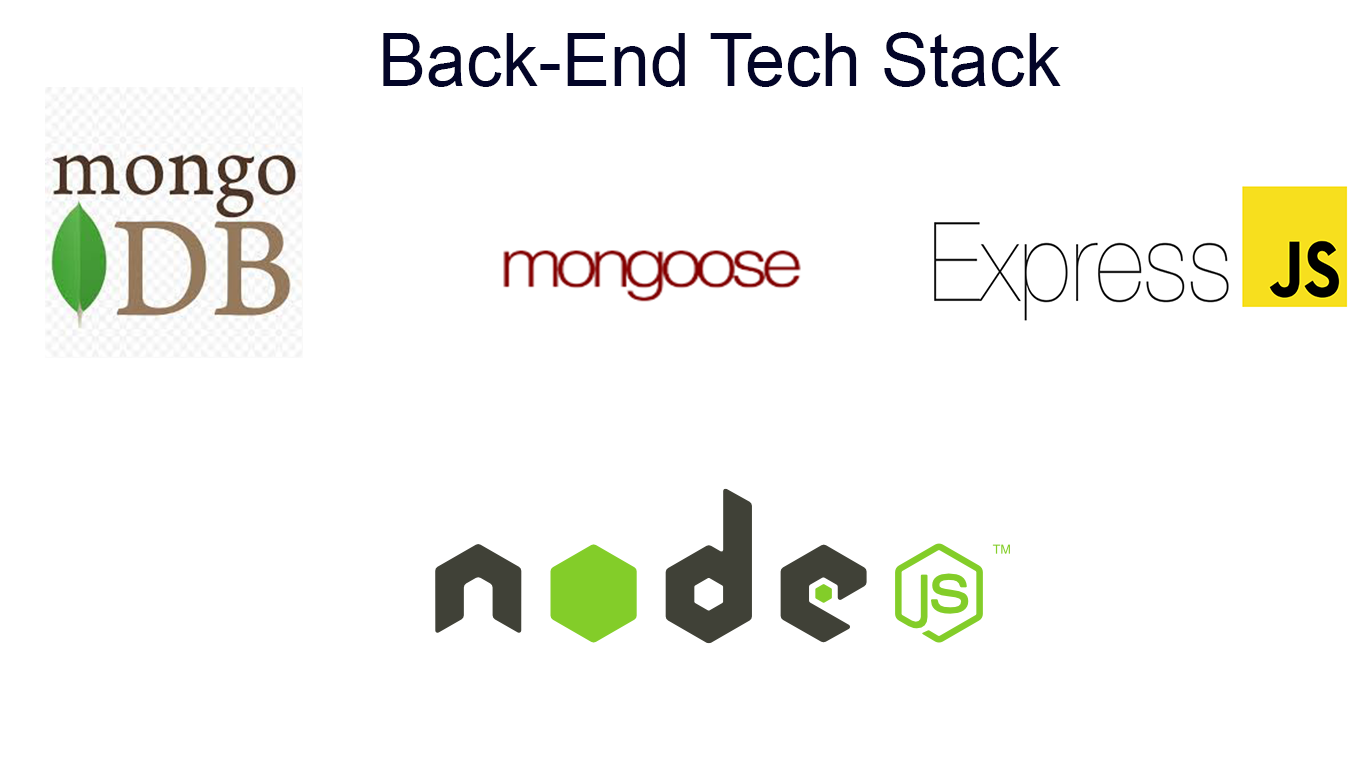 Back-End Tech Stack
mongo
DB
mongoose
Express
JS
node
JS
TM